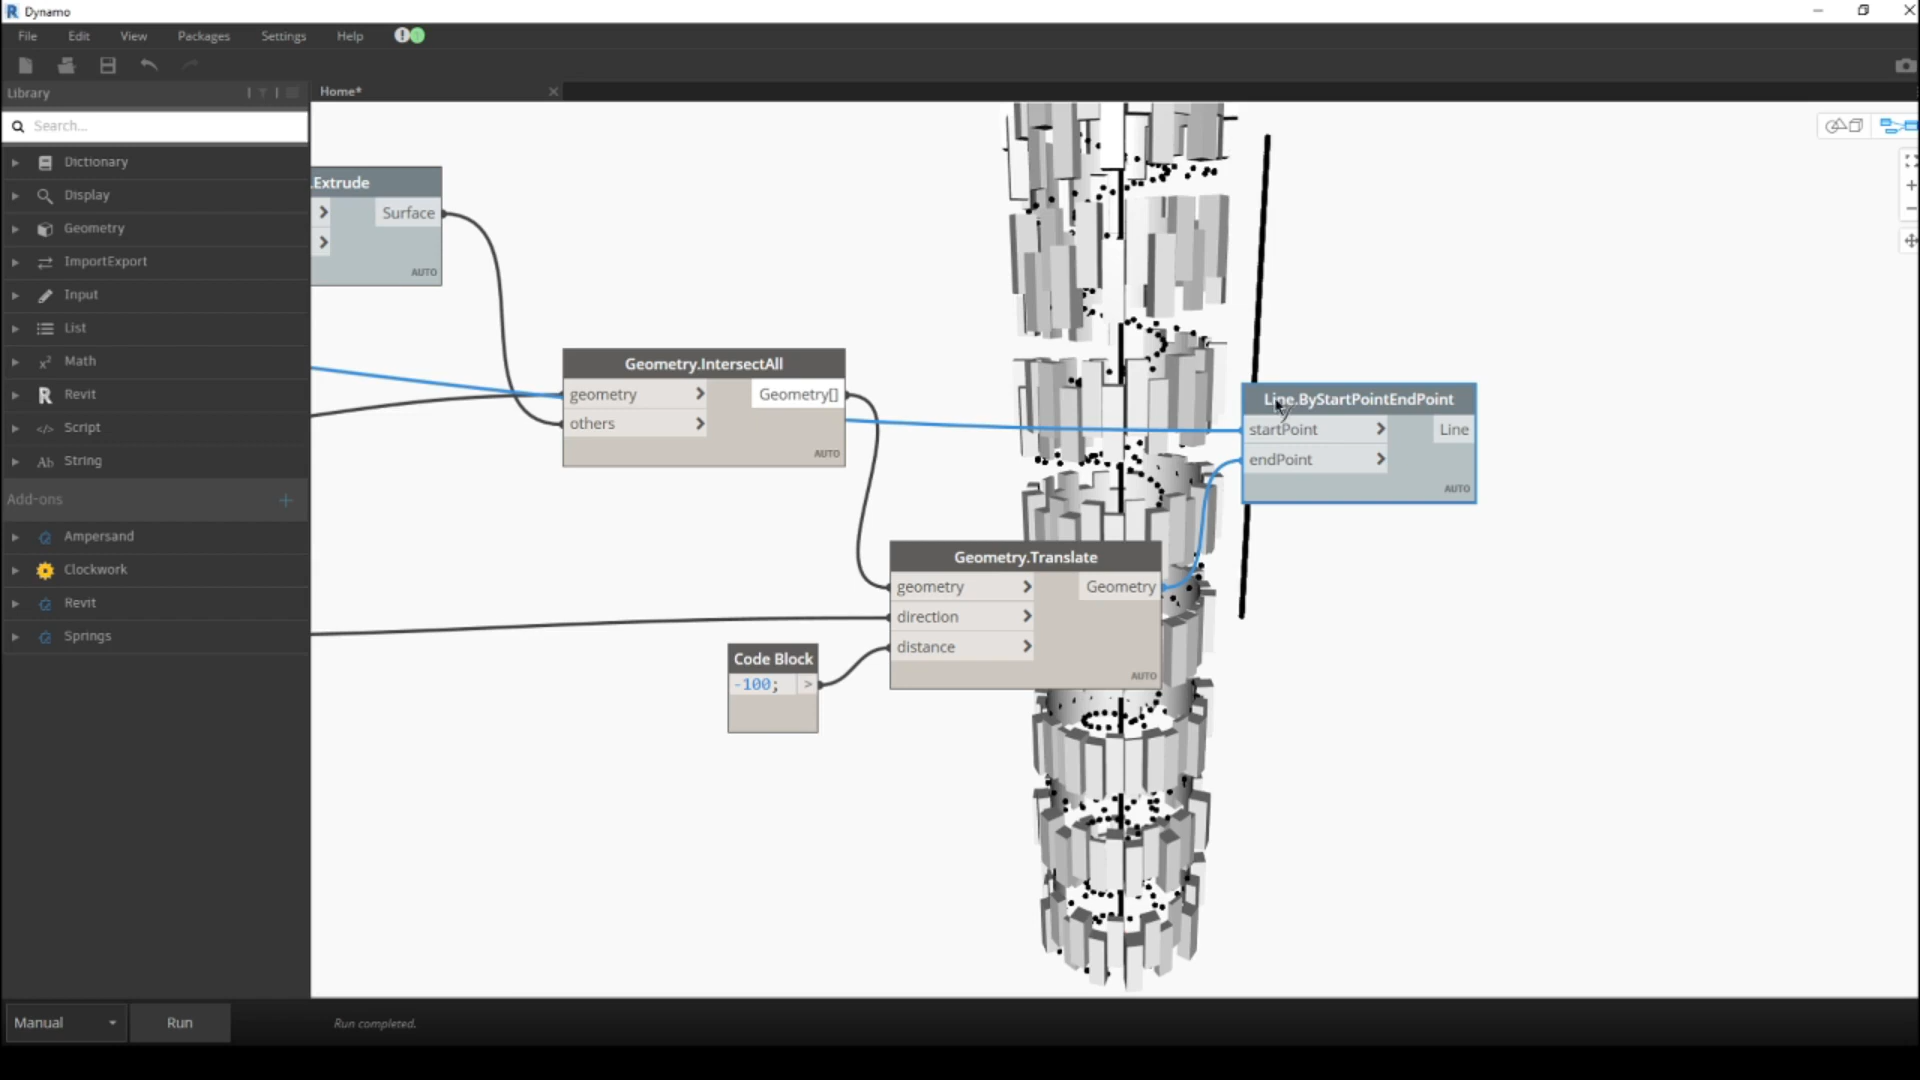 Dynamo
File Edit View Packages Settings Help
Library
Home*
Search...
Dictionary
Display
Geometry
ImportExport
Input
List
Math
Revit
Script
String
Add-ons
Ampersand
Clockwork
Revit
Springs
.Extrude
Surface
AUTO
Geometry.IntersectAll
geometry > Geometry[]
others >
AUTO
Line.ByStartPointEndPoint
startPoint > Line
endPoint >
AUTO
Geometry.Translate
geometry > Geometry
direction >
distance >
AUTO
Code Block
-100; >
Manual Run Run completed.